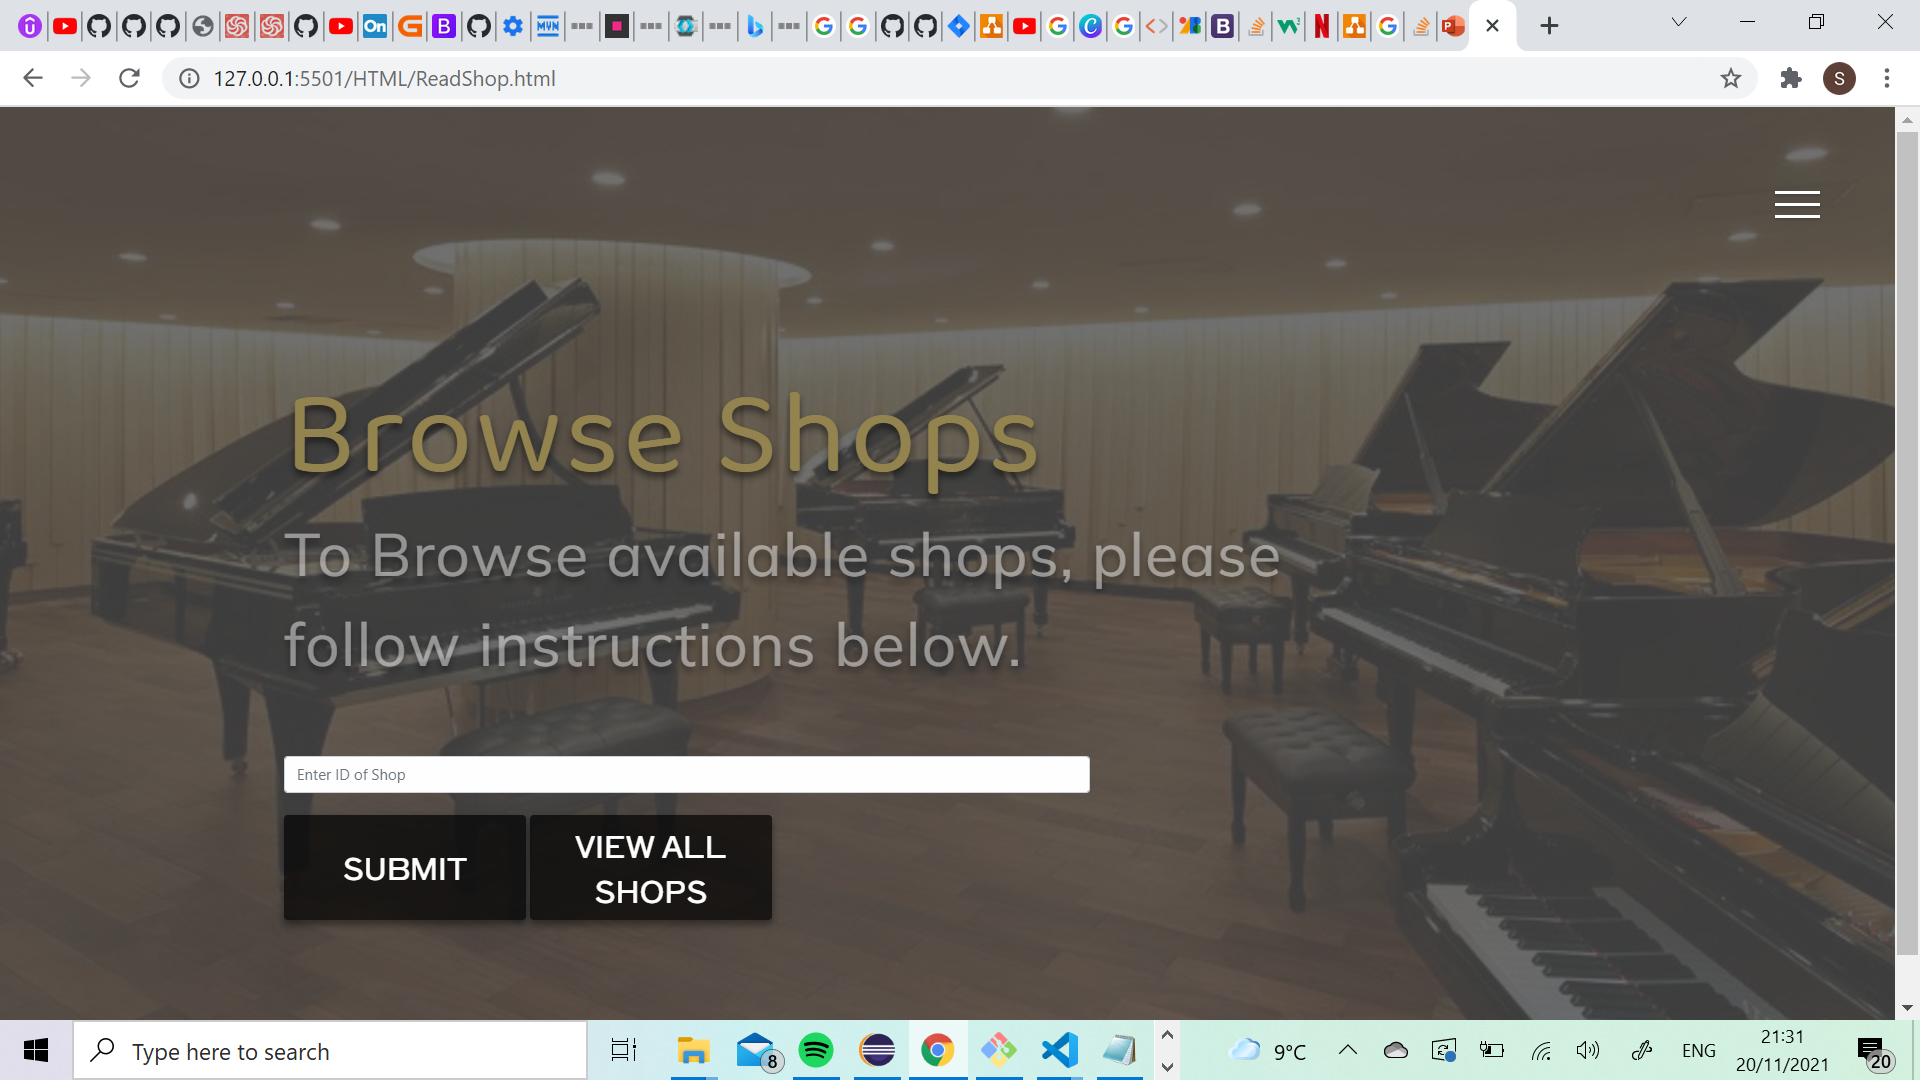 On
MVN
127.0.0.1:5501/HTML/ReadShop.html
S
Browse Shops
To Browse available shops, please
follow instructions below.
Enter ID of Shop
SUBMIT
VIEW ALL
SHOPS
Type here to search
8
9°C
ENG
21:31
20/11/2021
20